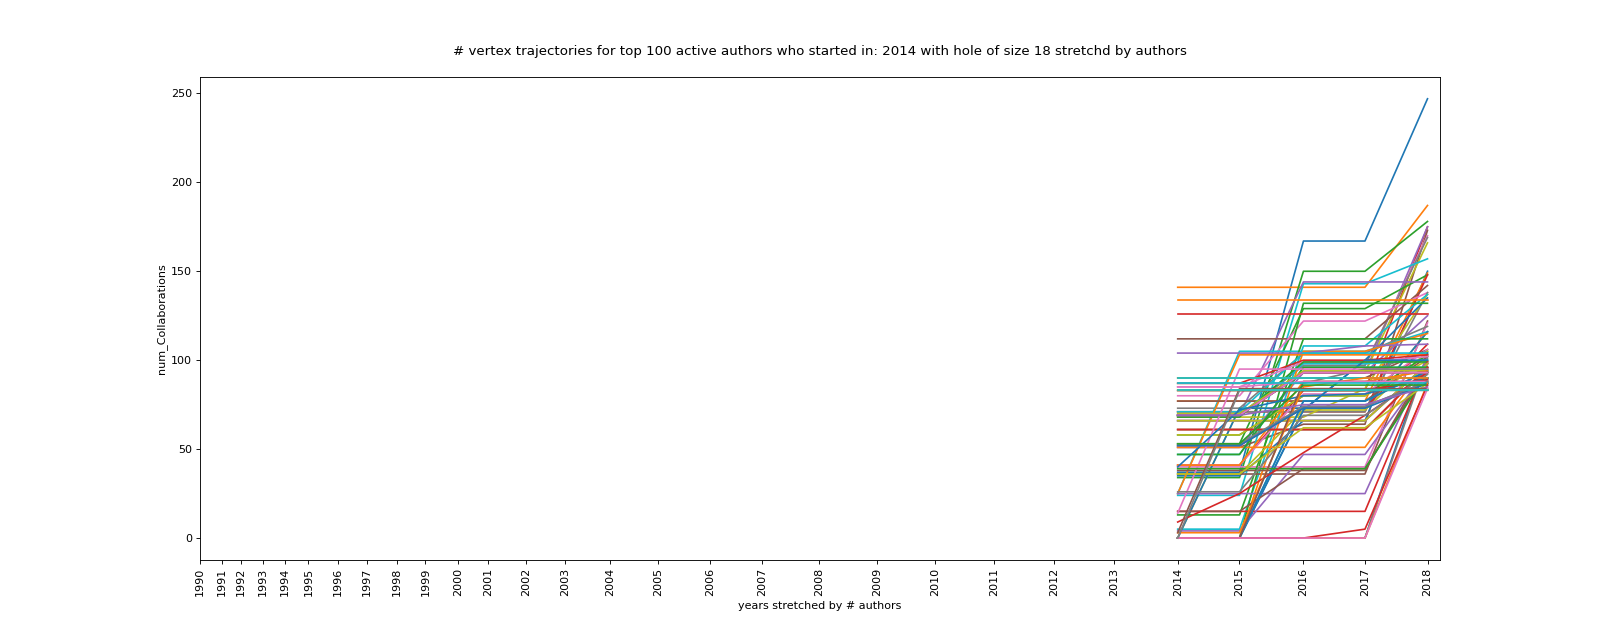 # vertex trajectories for top 100 active authors who started in: 2014 with hole of size 18 stretchd by authors
250
200
150
100
50
0
num_Collaborations
1990 1991 1992 1993 1994 1995 1996 1997 1998 1999 2000 2001 2002 2003 2004 2005 2006 2007 2008 2009 2010 2011 2012 2013 2014 2015 2016 2017 2018
years stretched by # authors